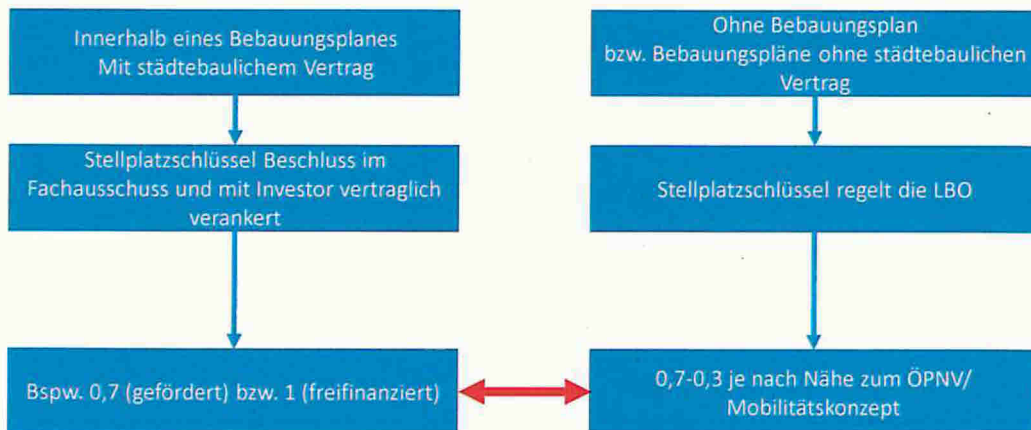 Innerhalb eines Bebauungsplanes
Mit städtebaulichem Vertrag
Stellplatzschlüssel Beschluss im
Fachausschuss und mit Investor vertraglich
verankert
Bspw. 0,7 (gefördert) bzw. 1 (freifinanziert)
Ohne Bebauungsplan
bzw. Bebauungspläne ohne städtebaulichen
Vertrag
Stellplatzschlüssel regelt die LBO
0,7-0,3 je nach Nähe zum ÖPNV/
Mobilitätskonzept